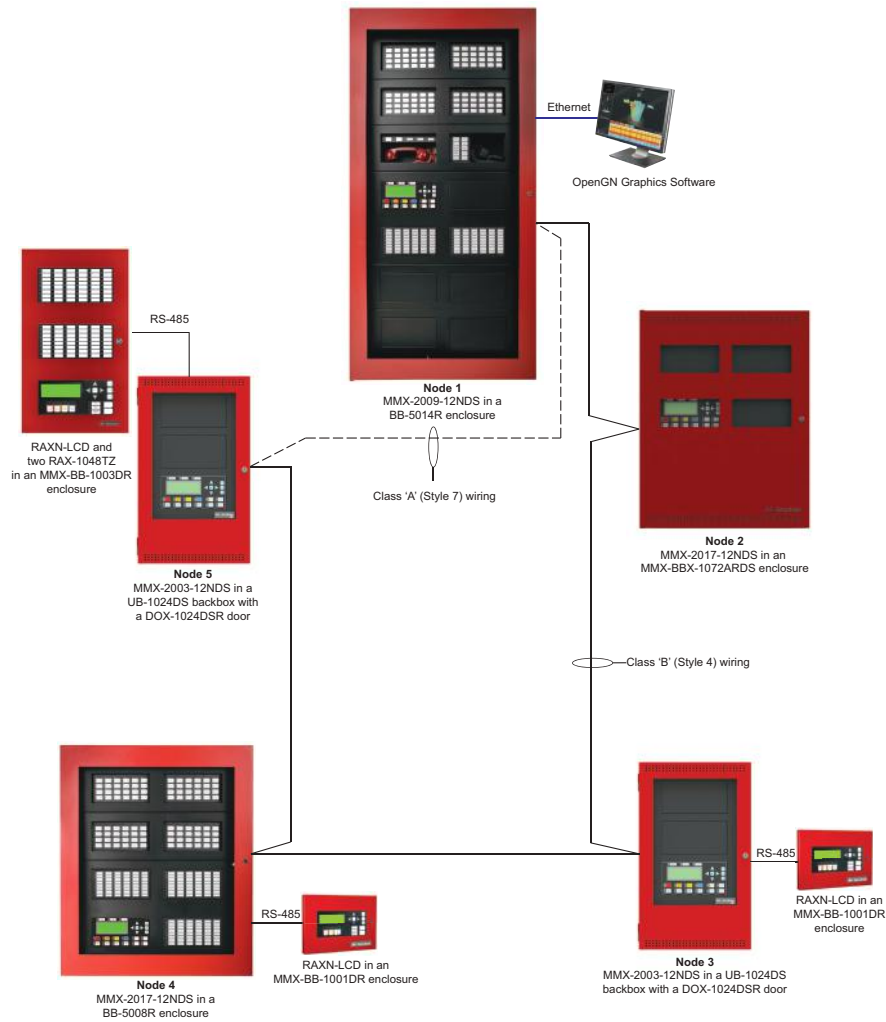 Ethernet
OpenGN Graphics Software
RS-485
Node 1
MMX-2009-12NDS in a
BB-5014R enclosure
RAXN-LCD and
two RAX-1048TZ
in an MMX-BB-1003DR
enclosure
Class ‘A’ (Style 7) wiring
Node 2
MMX-2017-12NDS in an
MMX-BBX-1072ARDS enclosure
Node 5
MMX-2003-12NDS in a
UB-1024DS backbox with
a DOX-1024DSR door
Class ‘B’ (Style 4) wiring
RS-485
RAXN-LCD in an
MMX-BB-1001DR
enclosure
RS-485
RAXN-LCD in an
MMX-BB-1001DR enclosure
Node 3
MMX-2003-12NDS in a UB-1024DS
backbox with a DOX-1024DSR door
Node 4
MMX-2017-12NDS in a
BB-5008R enclosure